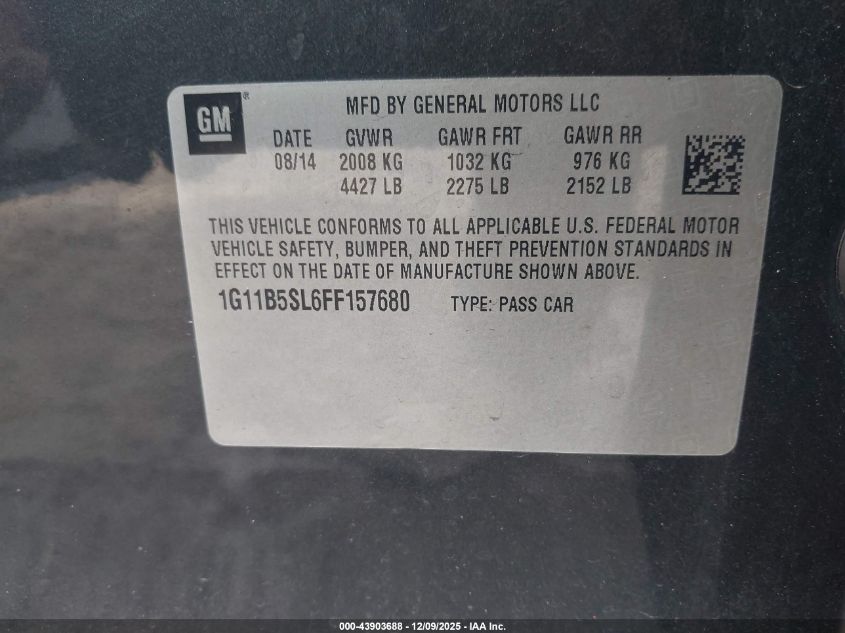 GM ®
MFD BY GENERAL MOTORS LLC
DATE GVWR GAWR FRT GAWR RR
08/14 2008 KG 1032 KG 976 KG
4427 LB 2275 LB 2152 LB
THIS VEHICLE CONFORMS TO ALL APPLICABLE U.S. FEDERAL MOTOR
VEHICLE SAFETY, BUMPER, AND THEFT PREVENTION STANDARDS IN
EFFECT ON THE DATE OF MANUFACTURE SHOWN ABOVE.
1G11B5SL6FF157680 TYPE: PASS CAR
000-43903688 - 12/09/2025 - IAA Inc.